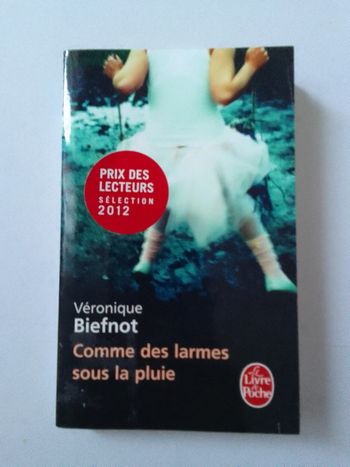 PRIX DES
LECTEURS
SÉLECTION
2012
Véronique
Biefnot
Comme des larmes
sous la pluie
Le
Livre
de
Poche